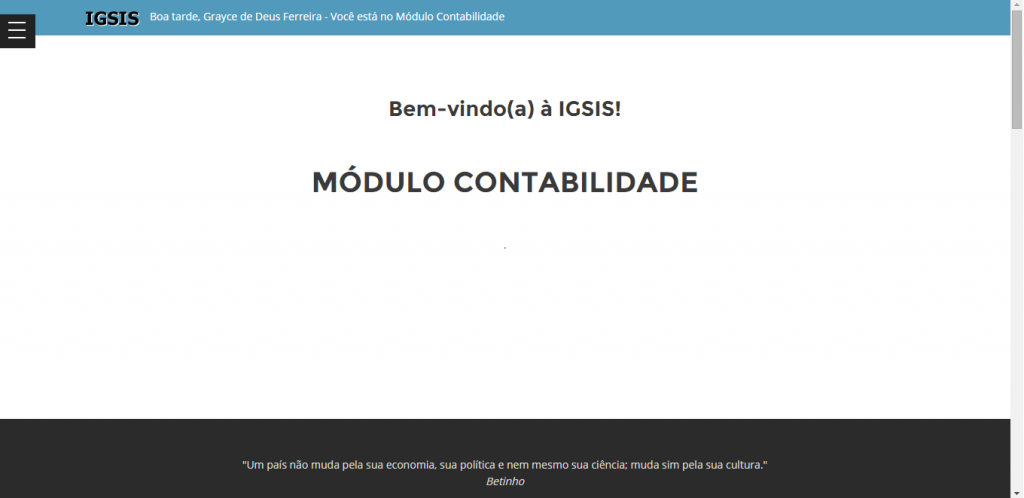 IGSIS Boa tarde, Grayce de Deus Ferreira - Você está no Módulo Contabilidade
Bem-vindo(a) à IGSIS!
MÓDULO CONTABILIDADE
.
"Um país não muda pela sua economia, sua política e nem mesmo sua ciência; muda sim pela sua cultura."
Betinho